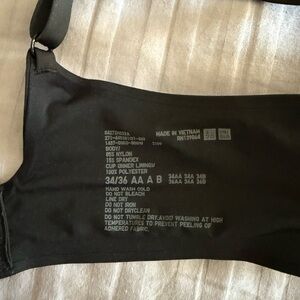 MADE IN VIETNAM
BODY/
85% NYLON
15% SPANDEX
CUP INNER LINING/
100% POLYESTER
34/36 AA A B
34AA 34A 34B
36AA 36A 36B
HAND WASH COLD
DO NOT BLEACH
LINE DRY
DO NOT IRON
DO NOT DRYCLEAN
DO NOT TUMBLE DRY.AVOID WASHING AT HIGH
TEMPERATURES TO PREVENT PEELING OF
ADHERED FABRIC.